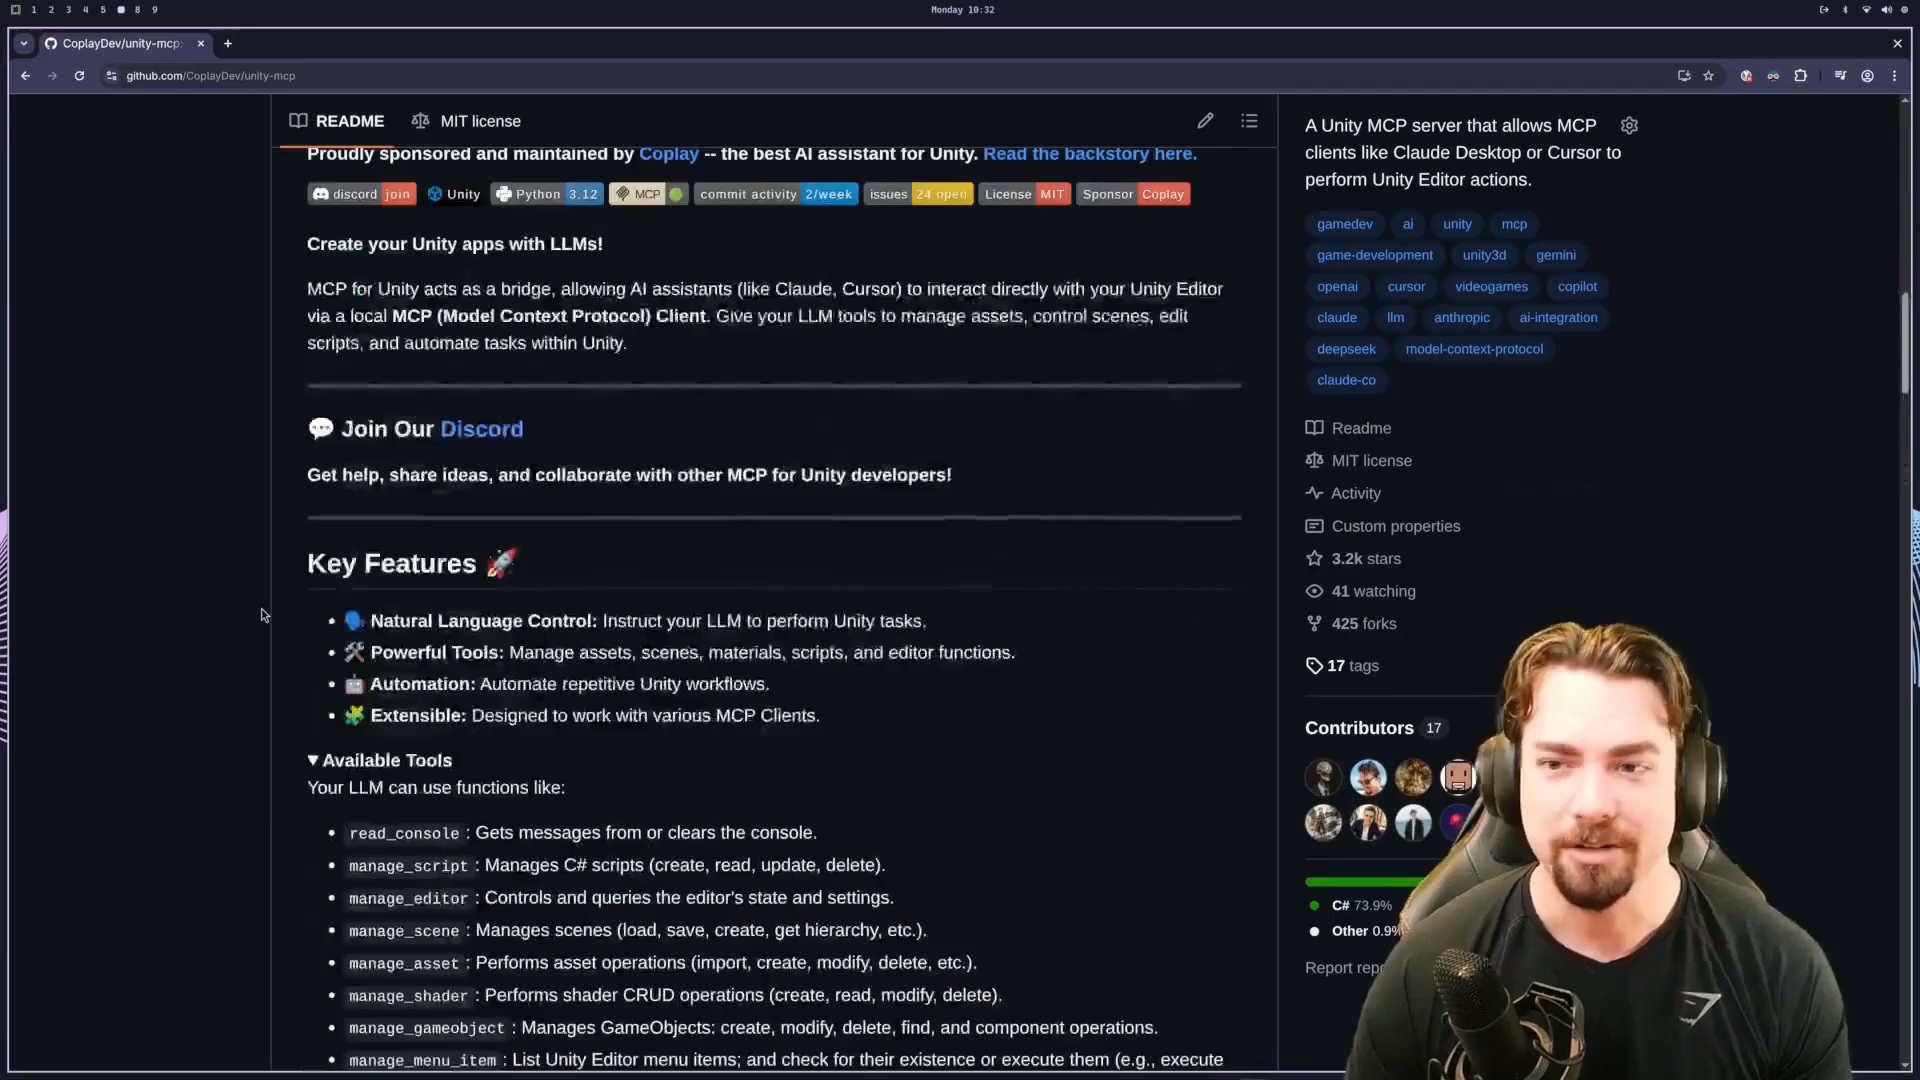 1 2 3 4 5 8 9
Monday 10:32
CoplayDev/unity-mcp:
github.com/CoplayDev/unity-mcp
README
MIT license
Proudly sponsored and maintained by Coplay -- the best AI assistant for Unity. Read the backstory here.
discord join Unity Python 3.12 MCP commit activity 2/week issues 24 open License MIT Sponsor Coplay
Create your Unity apps with LLMs!
MCP for Unity acts as a bridge, allowing AI assistants (like Claude, Cursor) to interact directly with your Unity Editor
via a local MCP (Model Context Protocol) Client. Give your LLM tools to manage assets, control scenes, edit
scripts, and automate tasks within Unity.
💬 Join Our Discord
Get help, share ideas, and collaborate with other MCP for Unity developers!
Key Features 🚀
• 🗣️ Natural Language Control: Instruct your LLM to perform Unity tasks.
• 🛠️ Powerful Tools: Manage assets, scenes, materials, scripts, and editor functions.
• 🤖 Automation: Automate repetitive Unity workflows.
• 🧩 Extensible: Designed to work with various MCP Clients.
▼ Available Tools
Your LLM can use functions like:
• read_console : Gets messages from or clears the console.
• manage_script : Manages C# scripts (create, read, update, delete).
• manage_editor : Controls and queries the editor's state and settings.
• manage_scene : Manages scenes (load, save, create, get hierarchy, etc.).
• manage_asset : Performs asset operations (import, create, modify, delete, etc.).
• manage_shader : Performs shader CRUD operations (create, read, modify, delete).
• manage_gameobject : Manages GameObjects: create, modify, delete, find, and component operations.
• manage_menu_item : List Unity Editor menu items; and check for their existence or execute them (e.g., execute
A Unity MCP server that allows MCP
clients like Claude Desktop or Cursor to
perform Unity Editor actions.
gamedev ai unity mcp
game-development unity3d gemini
openai cursor videogames copilot
claude llm anthropic ai-integration
deepseek model-context-protocol
claude-co
Readme
MIT license
Activity
Custom properties
3.2k stars
41 watching
425 forks
17 tags
Contributors 17
C# 73.9%
Other 0.9%
Report repo